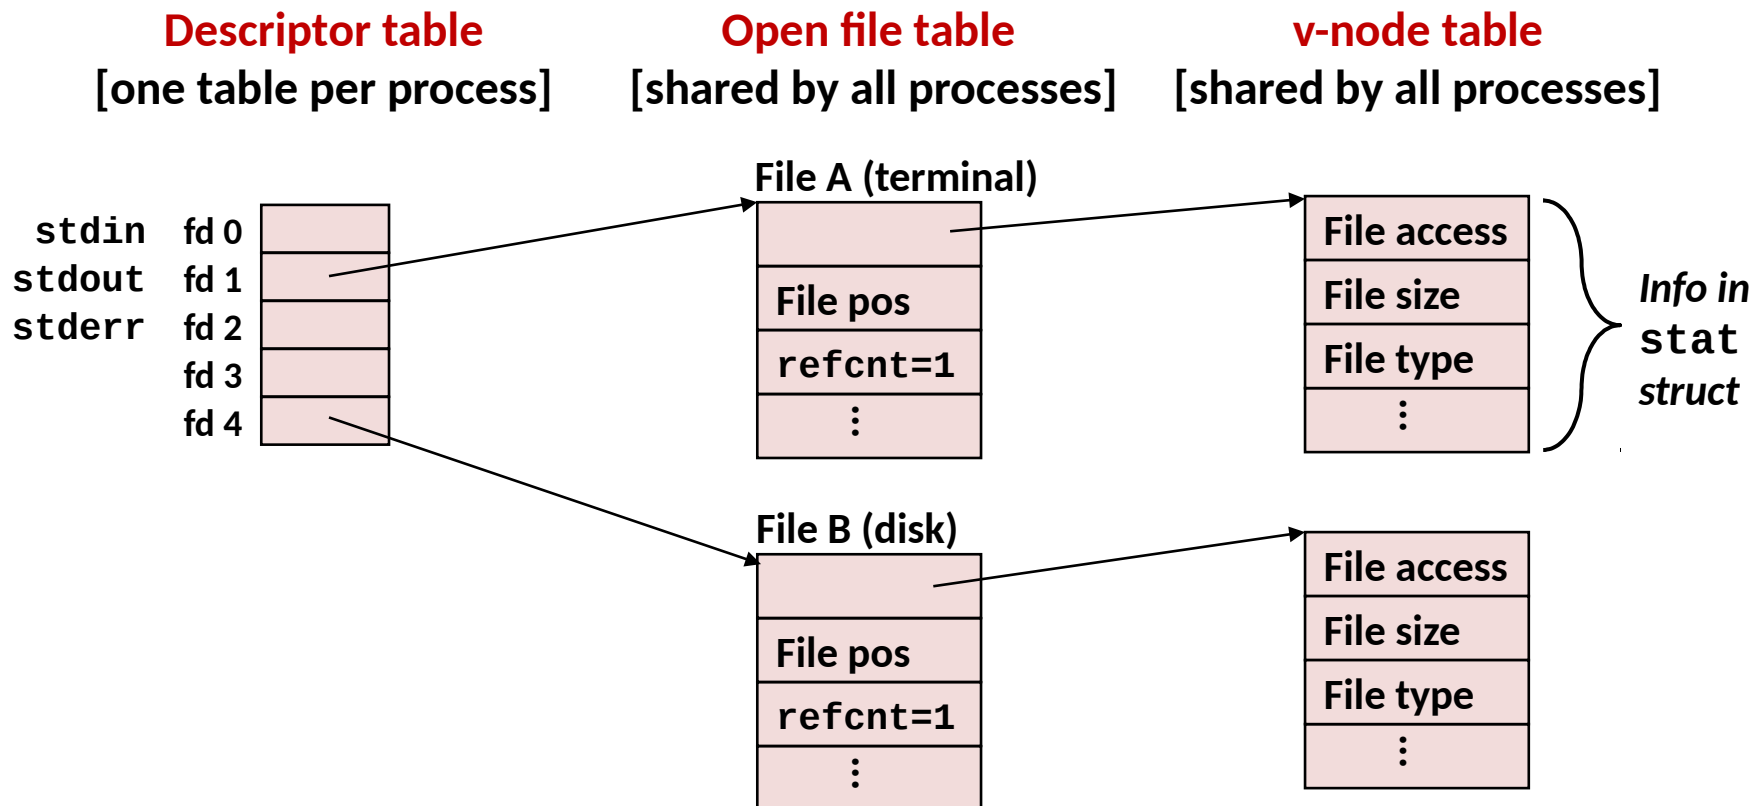 Descriptor table
[one table per process]
Open file table
[shared by all processes]
v-node table
[shared by all processes]
stdin fd 0
stdout fd 1
stderr fd 2
fd 3
fd 4
File A (terminal)
File pos
refcnt=1
⋮
File B (disk)
File pos
refcnt=1
⋮
File access
File size
File type
⋮
Info in
stat
struct
File access
File size
File type
⋮